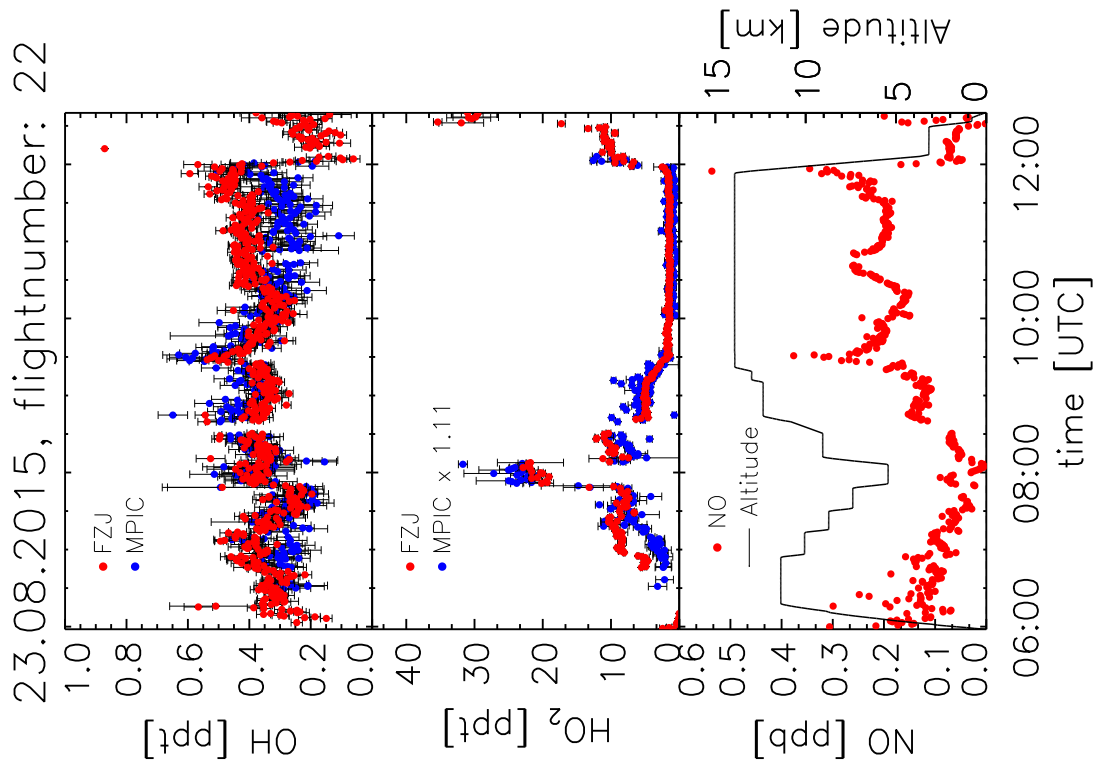 23.08.2015, flightnumber: 22
1.0
0.8
0.6
0.4
0.2
0.0
OH [ppt]
FZJ
MPIC
40
30
20
10
0
HO2 [ppt]
FZJ
MPIC x 1.11
0.6
0.5
0.4
0.3
0.2
0.1
0.0
NO [ppb]
NO
Altitude
15
10
5
0
Altitude [km]
06:00
08:00
10:00
12:00
time [UTC]